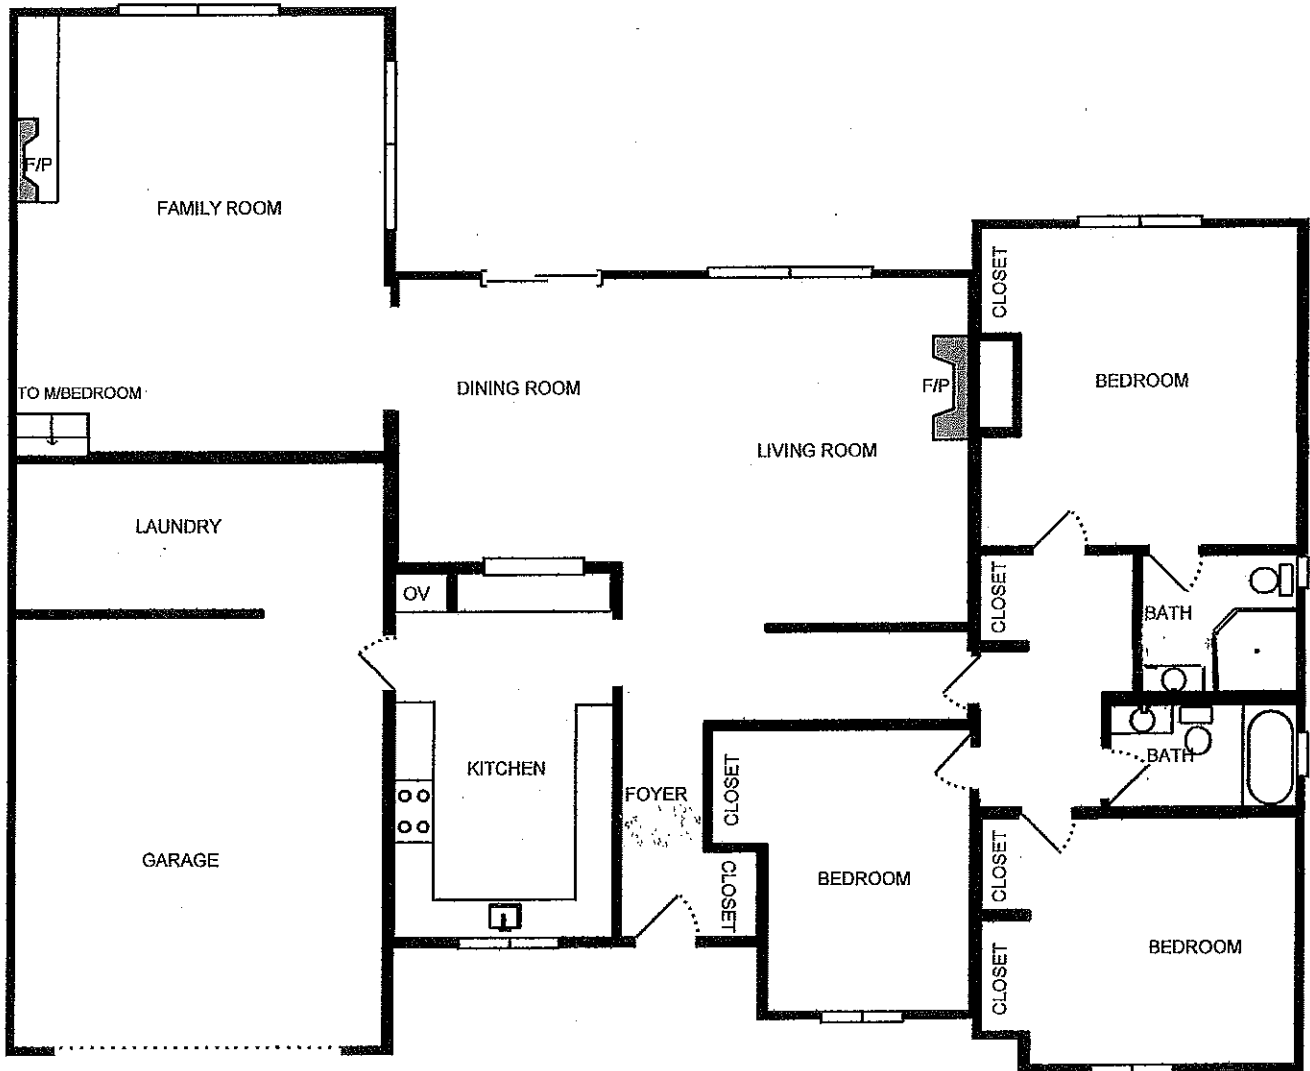 F/P
FAMILY ROOM
CLOSET
TO M/BEDROOM
DINING ROOM
F/P
BEDROOM
LIVING ROOM
LAUNDRY
OV
CLOSET
BATH
KITCHEN
FOYER
CLOSET
BATH
GARAGE
CLOSET
BEDROOM
CLOSET
BEDROOM
CLOSET